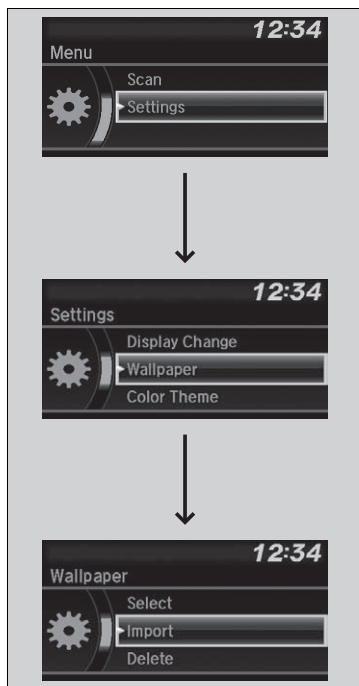 12:34
Menu
Scan
Settings
12:34
Settings
Display Change
Wallpaper
Color Theme
12:34
Wallpaper
Select
Import
Delete